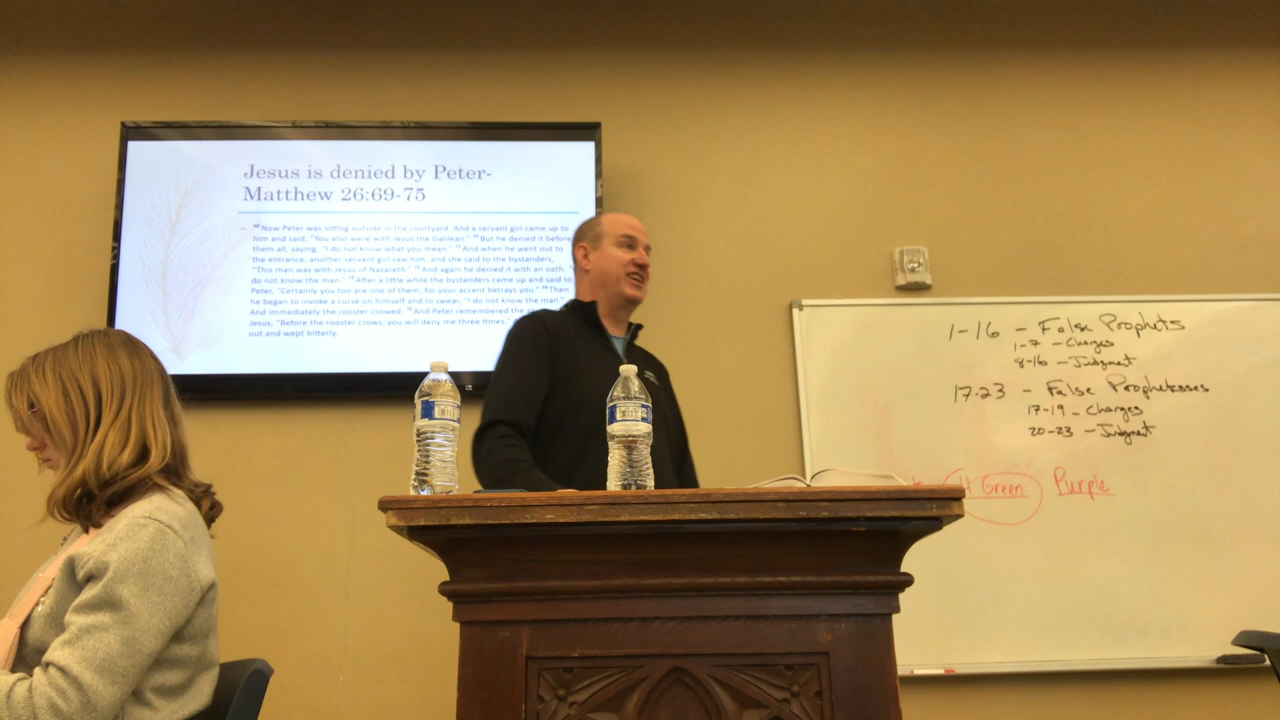 Jesus is denied by Peter-
Matthew 26:69-75
– 69 Now Peter was sitting outside in the courtyard. And a servant girl came up to
him and said, "You also were with Jesus the Galilean." 70 But he denied it before
them all, saying, "I do not know what you mean." 71 And when he went out to
the entrance, another servant girl saw him, and she said to the bystanders,
"This man was with Jesus of Nazareth." 72 And again he denied it with an oath: "
do not know the man." 73 After a little while the bystanders came up and said to
Peter, "Certainly you too are one of them, for your accent betrays you." 74 Then
he began to invoke a curse on himself and to swear, "I do not know the man."
And immediately the rooster crowed. 75 And Peter remembered the
Jesus, "Before the rooster crows, you will deny me three times."
out and wept bitterly.
1-16 - False Prophets
1-7 - Charges
8-16 - Judgment
17-23 - False Prophetesses
17-19 - Charges
20-23 - Judgment
Green Purple